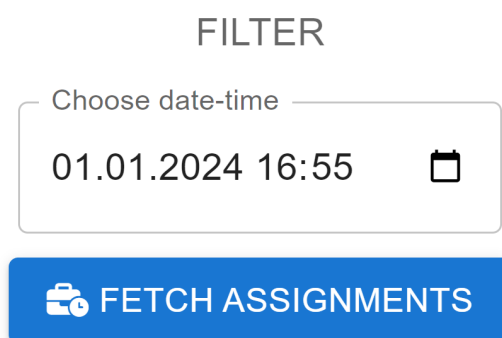 FILTER
Choose date-time
01.01.2024 16:55
FETCH ASSIGNMENTS